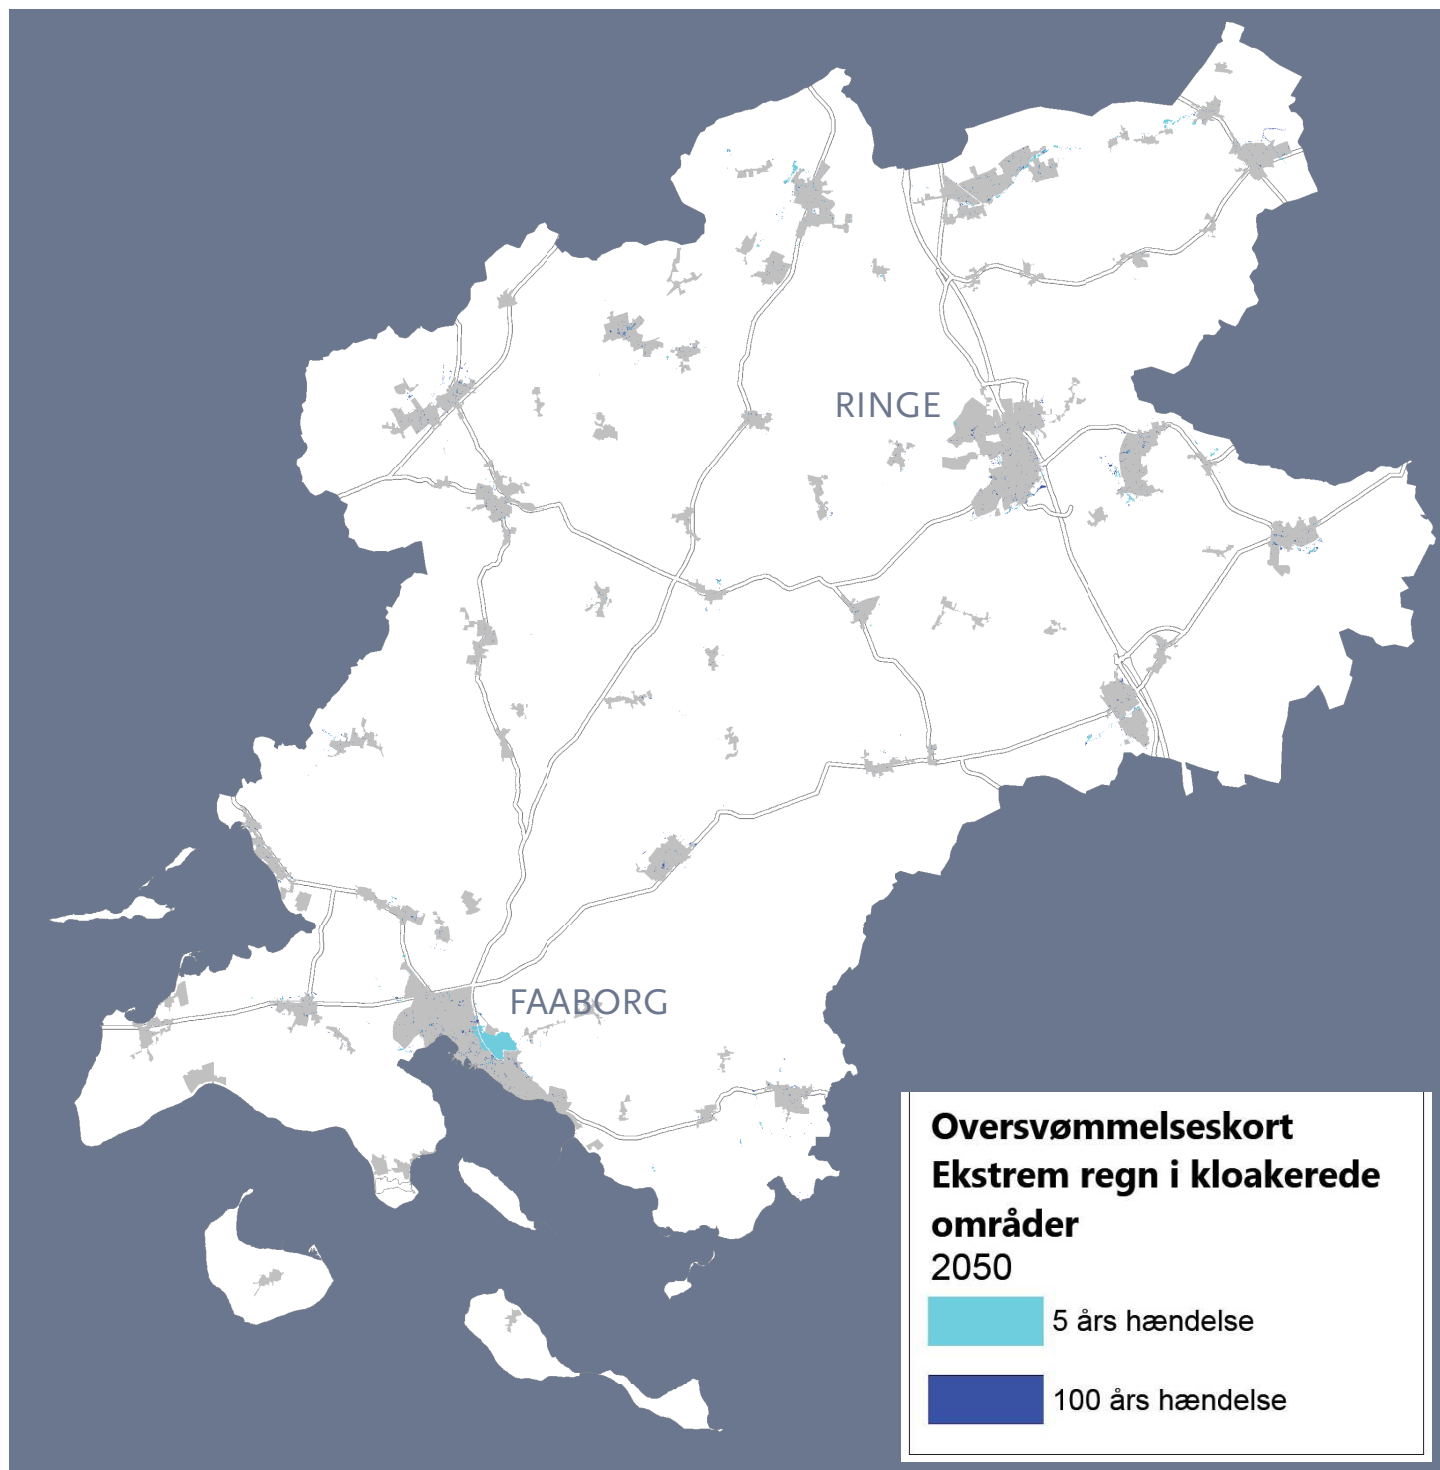 RINGE
FAABORG
Oversvømmelseskort
Ekstrem regn i kloakerede
områder
2050
5 års hændelse
100 års hændelse